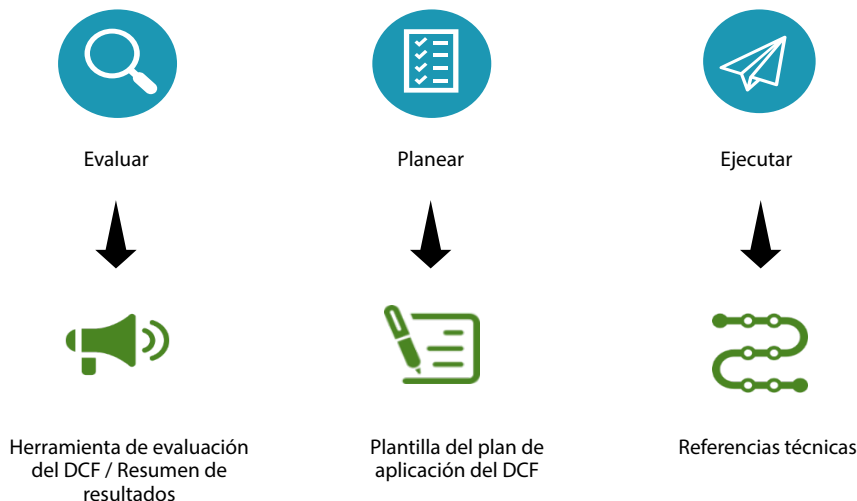 Evaluar
Planear
Ejecutar
Herramienta de evaluación
del DCF / Resumen de
resultados
Plantilla del plan de
aplicación del DCF
Referencias técnicas